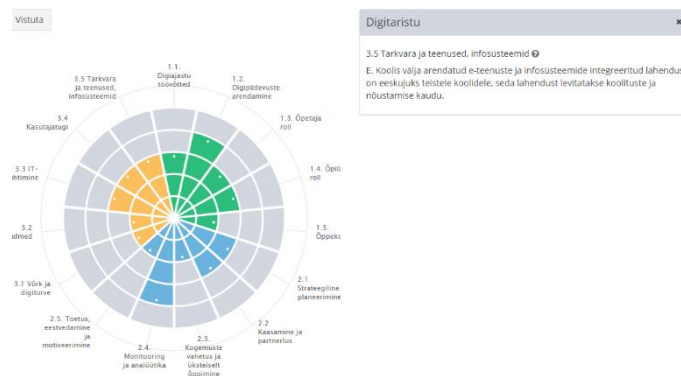 Vistuta
1.1.
Digiajastu
töövõtted
1.2.
Digipädevuste
arendamine
1.3. Õpetaja
roll
1.4. Õpila
roll
1.5.
Õppeke
2.1
Strateegiline
planeerimine
2.2
Kaasamine ja
partnerlus
2.3.
Kogemuste
vahetus ja
üksteiselt
õppimine
2.4.
Monitooring
ja analüütika
2.5. Toetus,
eestvedamine
ja
motiveerimine
3.1 Võrk ja
digiturve
3.2
admed
3.3 IT-
htimine
3.4
Kasutajatugi
3.5 Tarkvara
ja teenused,
infosüsteemid
Digitaristu
3.5 Tarkvara ja teenused, infosüsteemid
E. Koolis välja arendatud e-teenuste ja infosüsteemide integreeritud lahendus
on eeskujuks teistele koolidele, seda lahendust levitatakse koolituste ja
nõustamise kaudu.